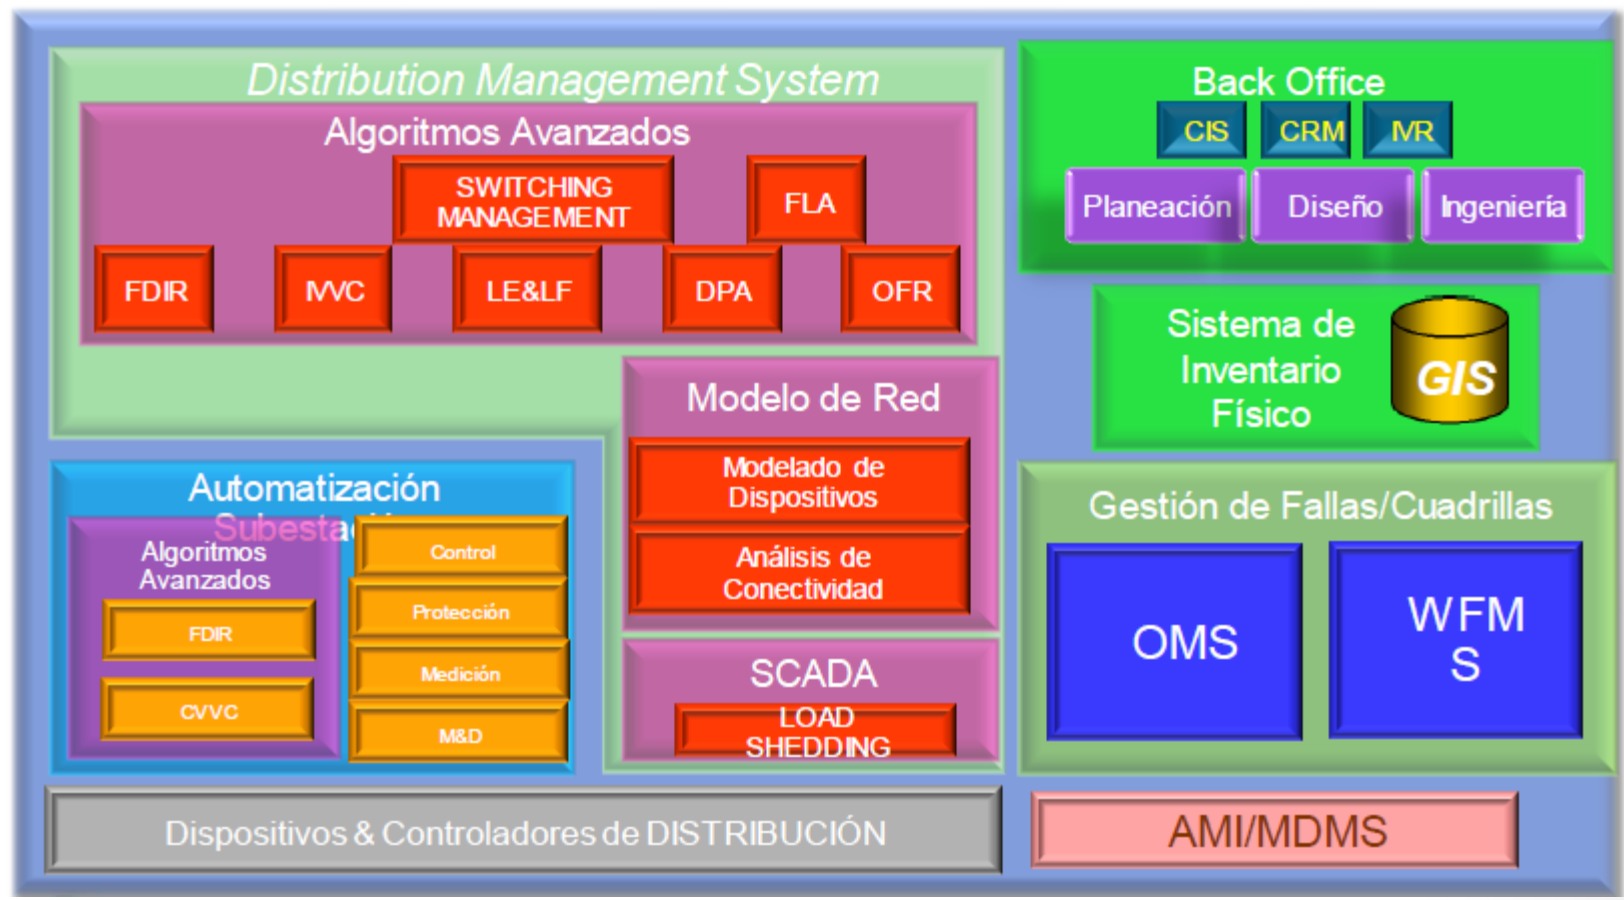 Distribution Management System
Algoritmos Avanzados
SWITCHING
MANAGEMENT
FLA
FDIR
IVVC
LE&LF
DPA
OFR
Modelo de Red
Modelado de
Dispositivos
Análisis de
Conectividad
SCADA
LOAD
SHEDDING
Automatización
Subestación
Algoritmos
Avanzados
FDIR
CVVC
Control
Protección
Medición
M&D
Dispositivos & Controladores de DISTRIBUCIÓN
Back Office
CIS
CRM
IVR
Planeación
Diseño
Ingeniería
Sistema de
Inventario
Físico
GIS
Gestión de Fallas/Cuadrillas
OMS
WFM
S
AMI/MDMS